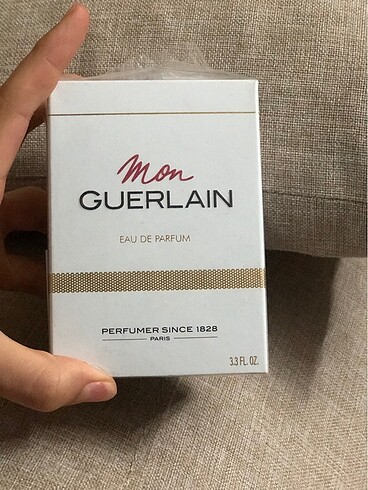 Mon
GUERLAIN
EAU DE PARFUM
PERFUMER SINCE 1828
PARIS
3.3 FL. OZ.